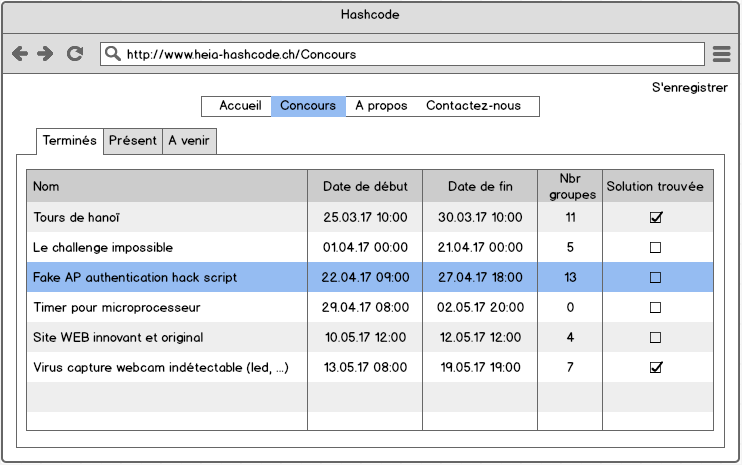 Hashcode
http://www.heia-hashcode.ch/Concours
S'enregistrer
Accueil Concours A propos Contactez-nous
Terminés Présent A venir
Nom Date de début Date de fin Nbr groupes Solution trouvée
Tours de hanoï 25.03.17 10:00 30.03.17 10:00 11
Le challenge impossible 01.04.17 00:00 21.04.17 00:00 5
Fake AP authentication hack script 22.04.17 09:00 27.04.17 18:00 13
Timer pour microprocesseur 29.04.17 08:00 02.05.17 20:00 0
Site WEB innovant et original 10.05.17 12:00 12.05.17 12:00 4
Virus capture webcam indétectable (led, ...) 13.05.17 08:00 19.05.17 19:00 7